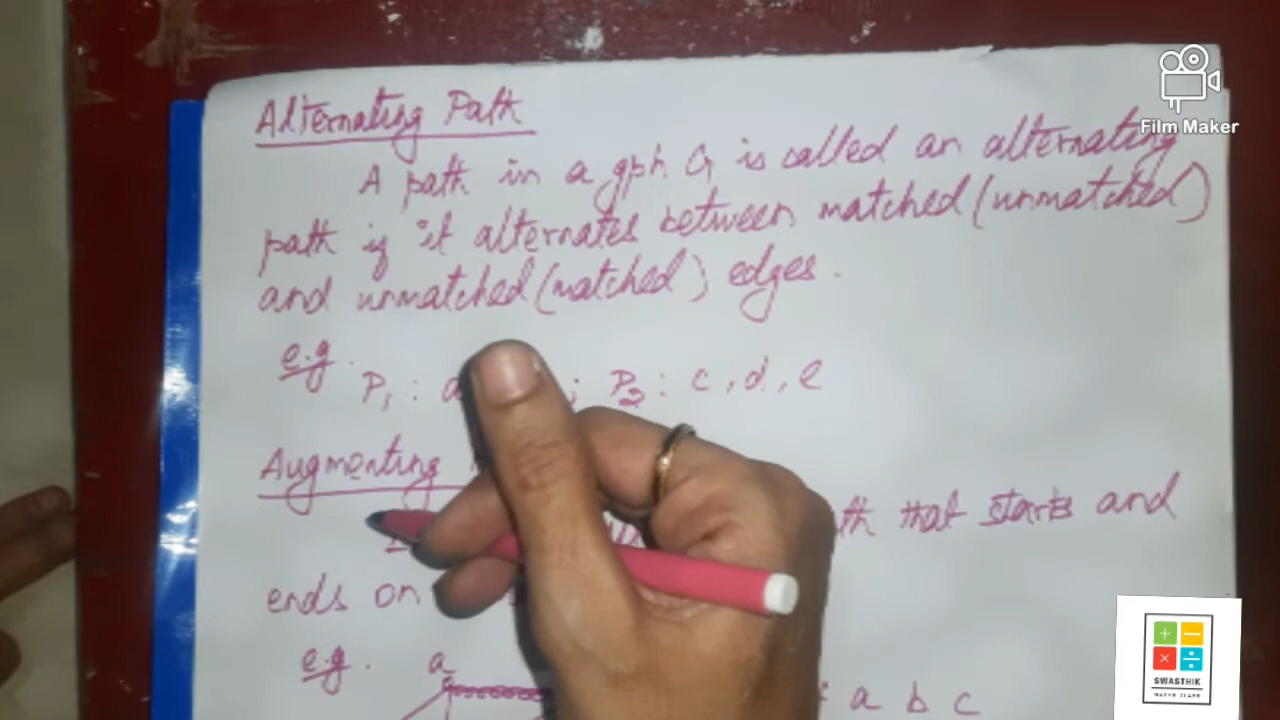 Alternating Path
A path in a gph G is called an alternating
path if it alternates between matched (unmatched)
and unmatched (matched) edges.
e.g.
P₁ : a ; P₂ : c, d, e
Augmenting
that starts and
ends on
e.g. a
a b c
Film Maker
SWASTHIK